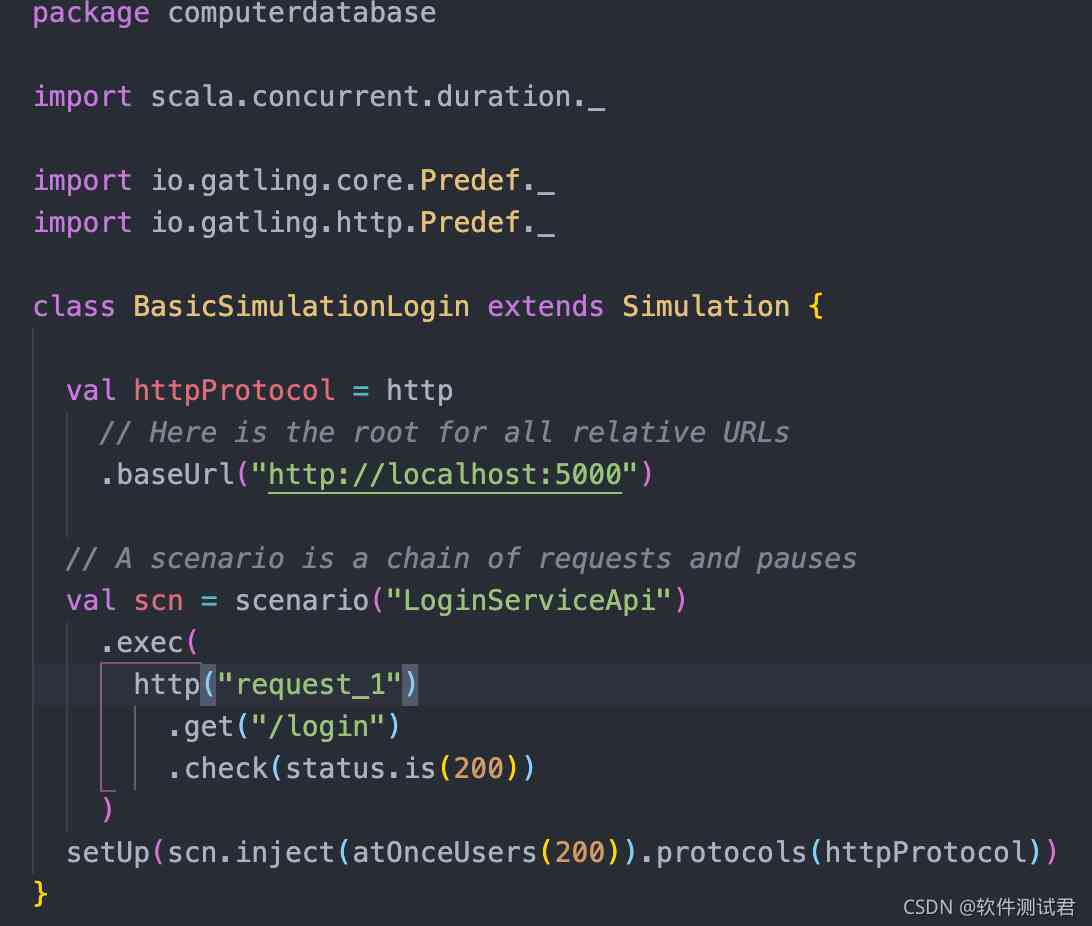 package computerdatabase
import scala.concurrent.duration._
import io.gatling.core.Predef._
import io.gatling.http.Predef._
class BasicSimulationLogin extends Simulation {
val httpProtocol = http
// Here is the root for all relative URLs
.baseUrl("http://localhost:5000")
// A scenario is a chain of requests and pauses
val scn = scenario("LoginServiceApi")
.exec(
http("request_1")
.get("/login")
.check(status.is(200))
)
setUp(scn.inject(atOnceUsers(200)).protocols(httpProtocol))
}
CSDN @软件测试君